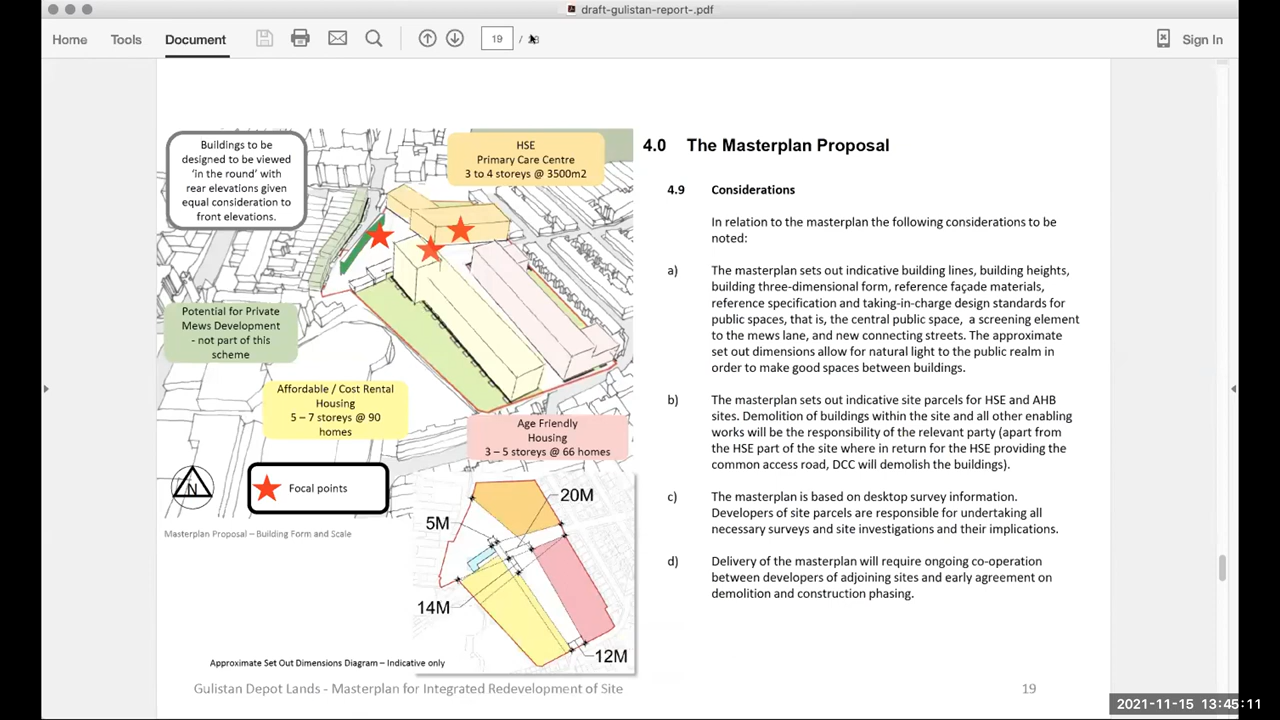 draft-gulistan-report-.pdf
Home Tools Document 19 / Sign In
Buildings to be
designed to be viewed
'in the round' with
rear elevations given
equal consideration to
front elevations.
HSE
Primary Care Centre
3 to 4 storeys @ 3500m2
Potential for Private
Mews Development
- not part of this
scheme
Affordable / Cost Rental
Housing
5 – 7 storeys @ 90
homes
Age Friendly
Housing
3 – 5 storeys @ 66 homes
N
Focal points
Masterplan Proposal – Building Form and Scale
20M
5M
14M
12M
Approximate Set Out Dimensions Diagram – Indicative only
4.0 The Masterplan Proposal
4.9 Considerations
In relation to the masterplan the following considerations to be
noted:
a) The masterplan sets out indicative building lines, building heights,
building three-dimensional form, reference façade materials,
reference specification and taking-in-charge design standards for
public spaces, that is, the central public space, a screening element
to the mews lane, and new connecting streets. The approximate
set out dimensions allow for natural light to the public realm in
order to make good spaces between buildings.
b) The masterplan sets out indicative site parcels for HSE and AHB
sites. Demolition of buildings within the site and all other enabling
works will be the responsibility of the relevant party (apart from
the HSE part of the site where in return for the HSE providing the
common access road, DCC will demolish the buildings).
c) The masterplan is based on desktop survey information.
Developers of site parcels are responsible for undertaking all
necessary surveys and site investigations and their implications.
d) Delivery of the masterplan will require ongoing co-operation
between developers of adjoining sites and early agreement on
demolition and construction phasing.
Gulistan Depot Lands - Masterplan for Integrated Redevelopment of Site 19
2021-11-15 13:45:11